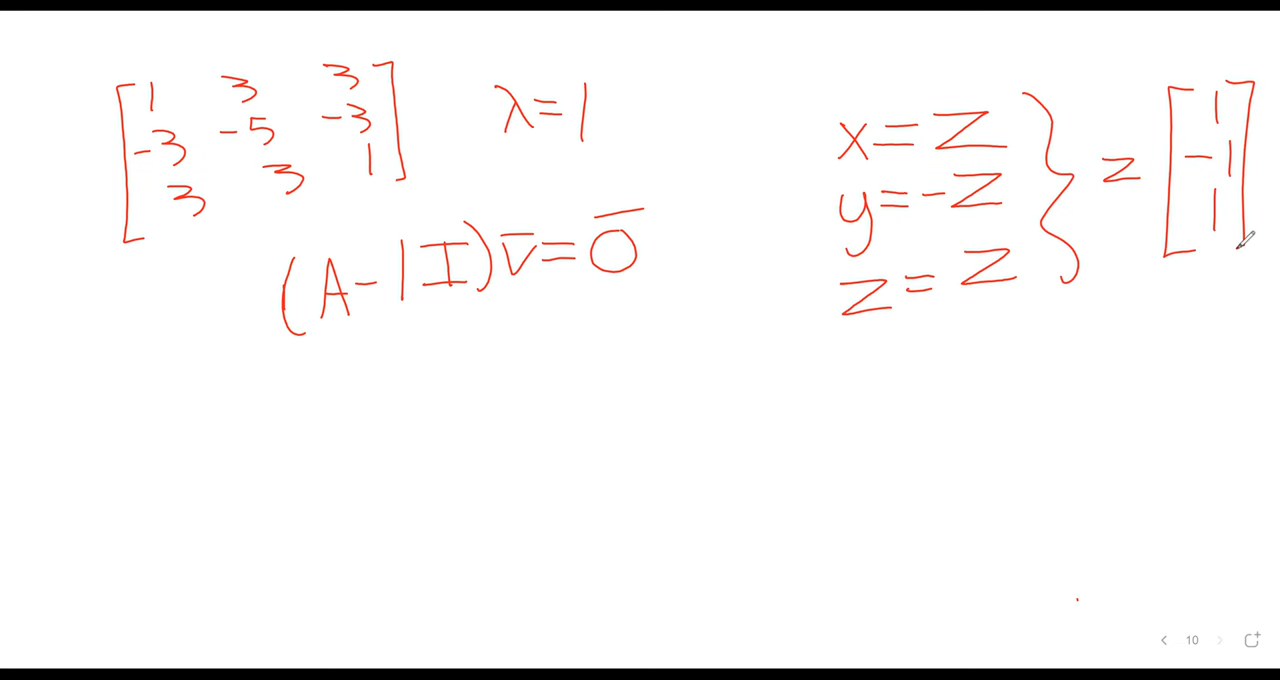 [1 3 3
-3 -5 -3
3 3 1]
λ=1
(A-1I)v̅=0̅
x=z
y=-z
z=z
} z [1
-1
1]
< 10 >